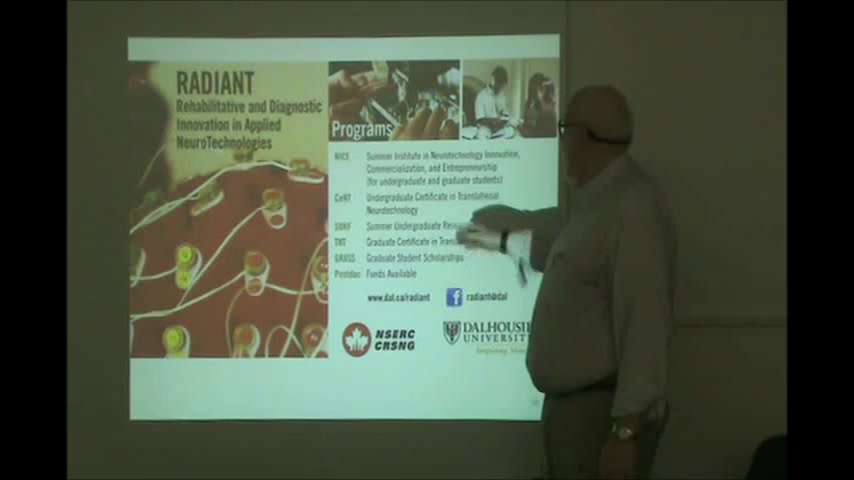 RADIANT
Rehabilitative and Diagnostic
Innovation in Applied
NeuroTechnologies
Programs
NICE Summer Institute in Neurotechnology Innovation,
Commercialization, and Entrepreneurship
(for undergraduate and graduate students)
CeNT Undergraduate Certificate in Translational
Neurotechnology
SURF Summer Undergraduate
TNT Graduate Certificate in
GRASS Graduate Student Scholarships
Postdoc Funds Available
www.dal.ca/radiant
f radiant@dal
NSERC
CRSNG
DALHOUSIE
UNIVERSITY
Inspiring